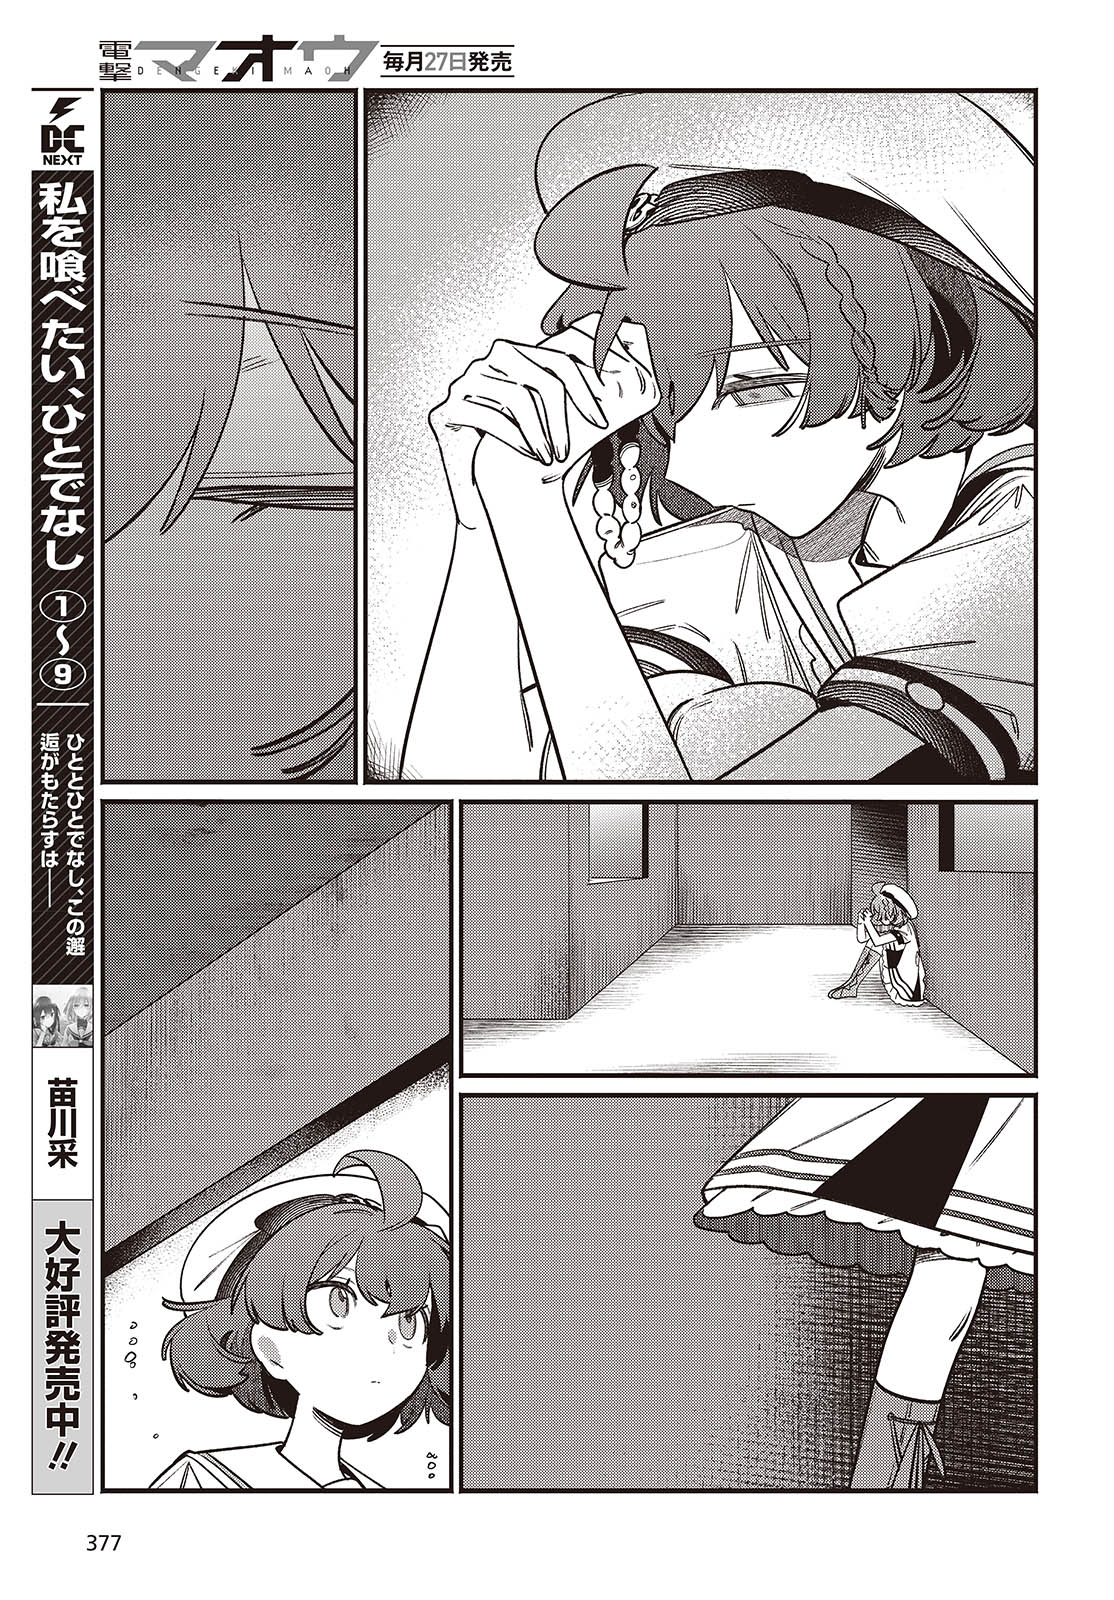 電撃マオウ
DENGEKI MAOH
毎月27日発売
DC
NEXT
私を喰べたい、ひとでなし ①〜⑨
ひととひとでなし、この邂
逅がもたらすは――
苗川采
大好評発売中!!
377